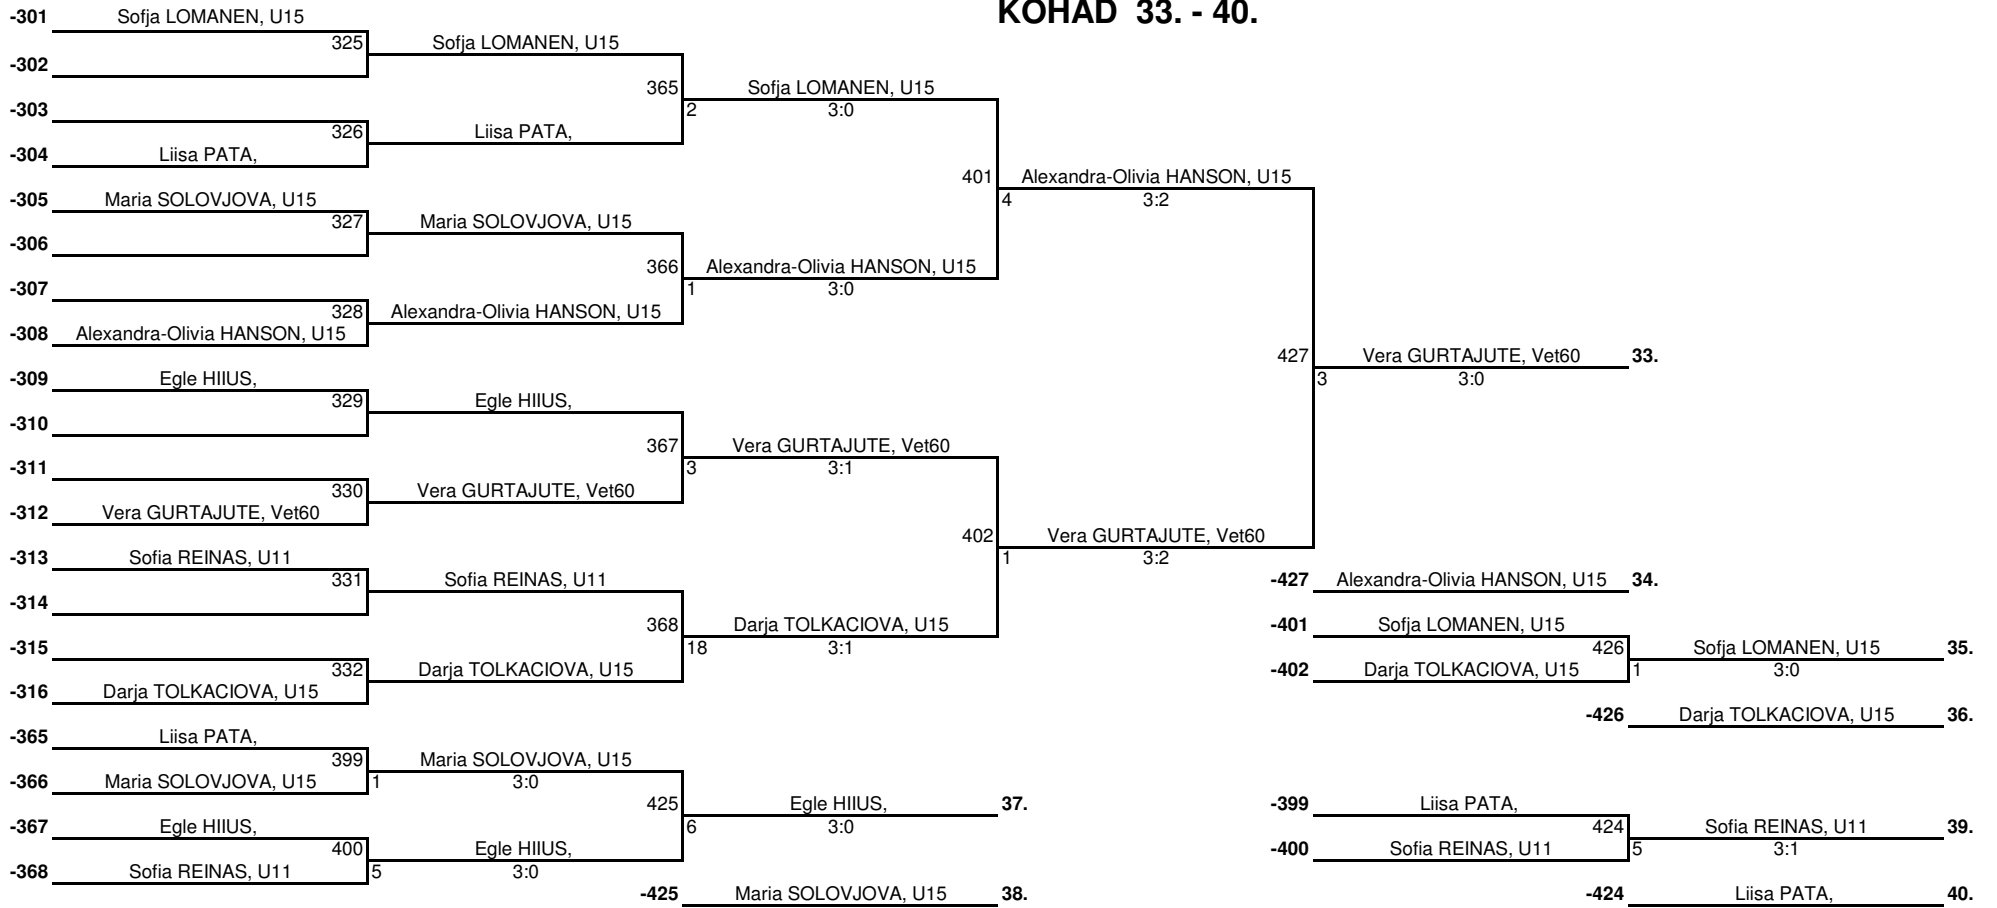 KOHAD 33. - 40.
-301 Sofja LOMANEN, U15
325 Sofja LOMANEN, U15
-302
365 Sofja LOMANEN, U15
2 3:0
-303
326 Liisa PATA,
-304 Liisa PATA,
401 Alexandra-Olivia HANSON, U15
4 3:2
-305 Maria SOLOVJOVA, U15
327 Maria SOLOVJOVA, U15
-306
366 Alexandra-Olivia HANSON, U15
1 3:0
-307
328 Alexandra-Olivia HANSON, U15
-308 Alexandra-Olivia HANSON, U15
427 Vera GURTAJUTE, Vet60 33.
3 3:0
-309 Egle HIIUS,
329 Egle HIIUS,
-310
367 Vera GURTAJUTE, Vet60
3 3:1
-311
330 Vera GURTAJUTE, Vet60
-312 Vera GURTAJUTE, Vet60
402 Vera GURTAJUTE, Vet60
1 3:2
-313 Sofia REINAS, U11
331 Sofia REINAS, U11
-427 Alexandra-Olivia HANSON, U15 34.
-314
368 Darja TOLKACIOVA, U15
18 3:1
-401 Sofja LOMANEN, U15
-315
426 Sofja LOMANEN, U15 35.
1 3:0
332 Darja TOLKACIOVA, U15
-402 Darja TOLKACIOVA, U15
-316 Darja TOLKACIOVA, U15
-426 Darja TOLKACIOVA, U15 36.
-365 Liisa PATA,
399 Maria SOLOVJOVA, U15
-366 Maria SOLOVJOVA, U15
1 3:0
425 Egle HIIUS, 37.
6 3:0
-399 Liisa PATA,
-367 Egle HIIUS,
424 Sofia REINAS, U11 39.
400 Egle HIIUS,
-400 Sofia REINAS, U11
5 3:1
-368 Sofia REINAS, U11
5 3:0
-425 Maria SOLOVJOVA, U15 38.
-424 Liisa PATA, 40.